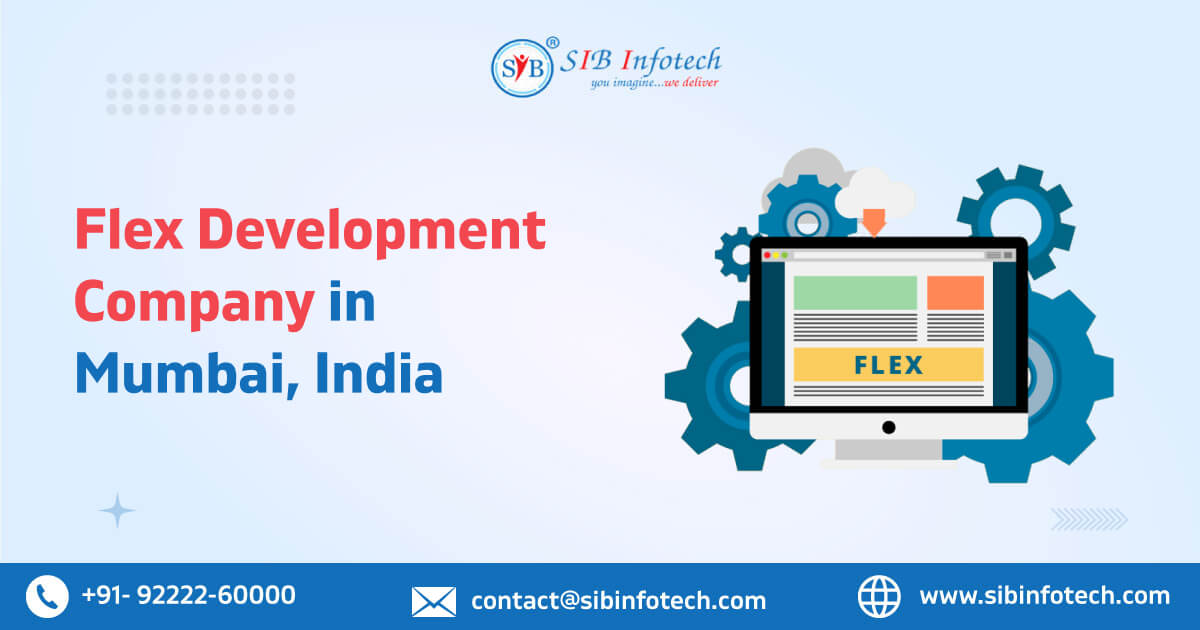 SIB ® SIB Infotech
you imagine...we deliver
Flex Development
Company in
Mumbai, India
FLEX
+91- 92222-60000
contact@sibinfotech.com
www.sibinfotech.com